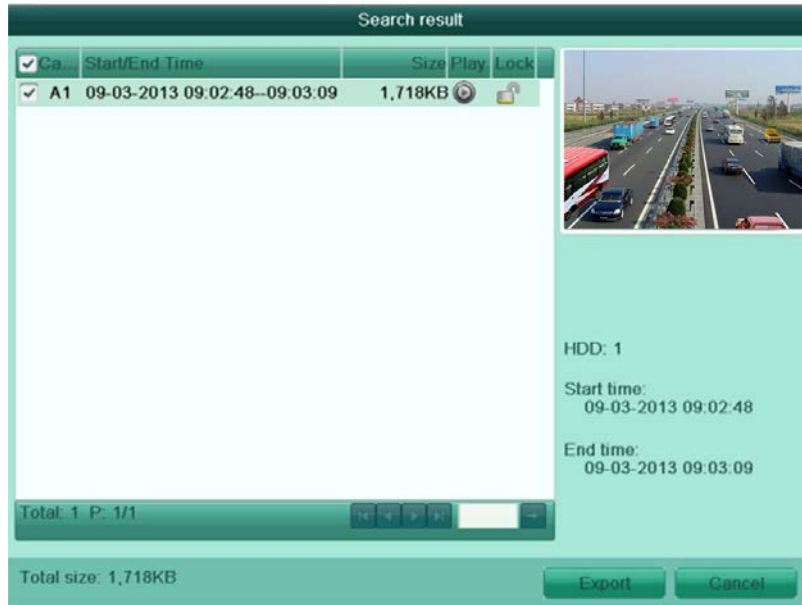 Search result
Ca... Start/End Time Size Play Lock
A1 09-03-2013 09:02:48--09:03:09 1,718KB
HDD: 1
Start time:
09-03-2013 09:02:48
End time:
09-03-2013 09:03:09
Total: 1 P: 1/1
Total size: 1,718KB
Export Cancel